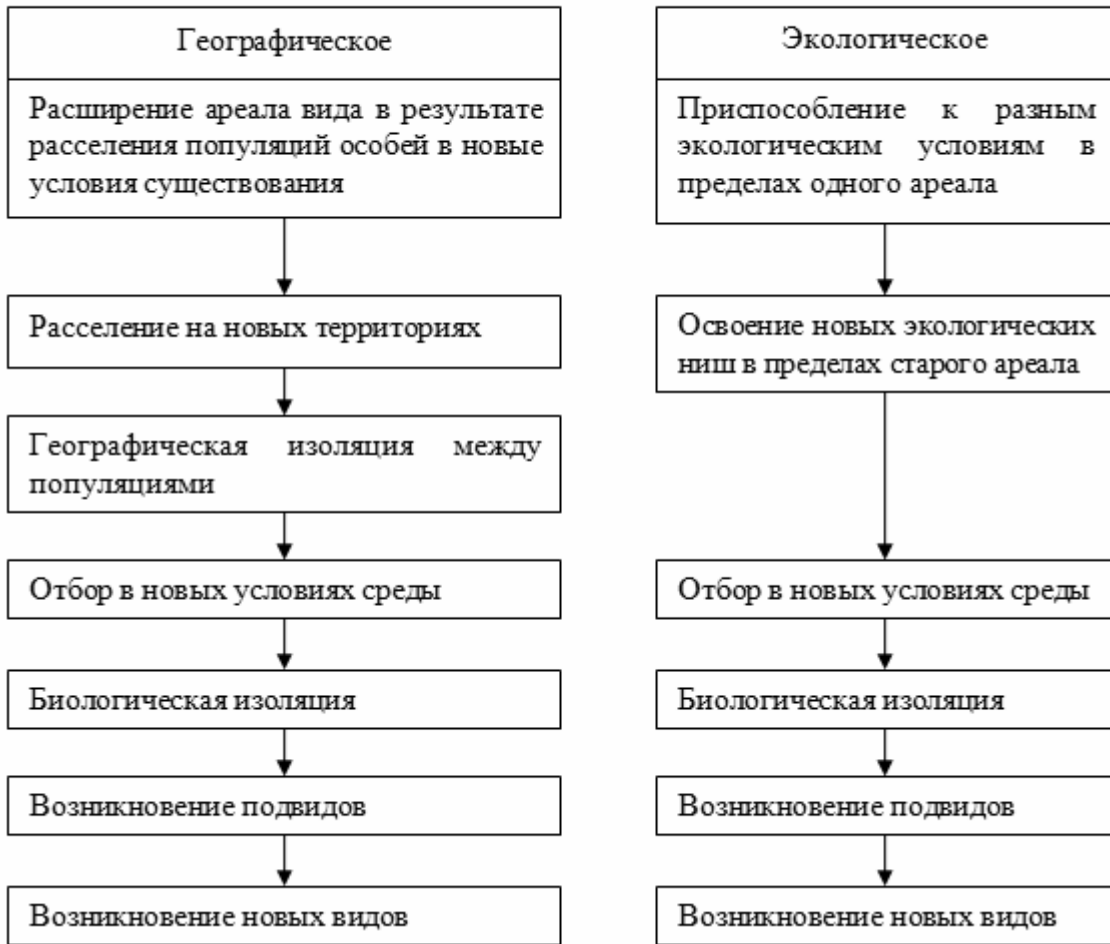 Географическое
Расширение ареала вида в результате
расселения популяций особей в новые
условия существования
Расселение на новых территориях
Географическая изоляция между
популяциями
Отбор в новых условиях среды
Биологическая изоляция
Возникновение подвидов
Возникновение новых видов
Экологическое
Приспособление к разным
экологическим условиям в
пределах одного ареала
Освоение новых экологических
ниш в пределах старого ареала
Отбор в новых условиях среды
Биологическая изоляция
Возникновение подвидов
Возникновение новых видов